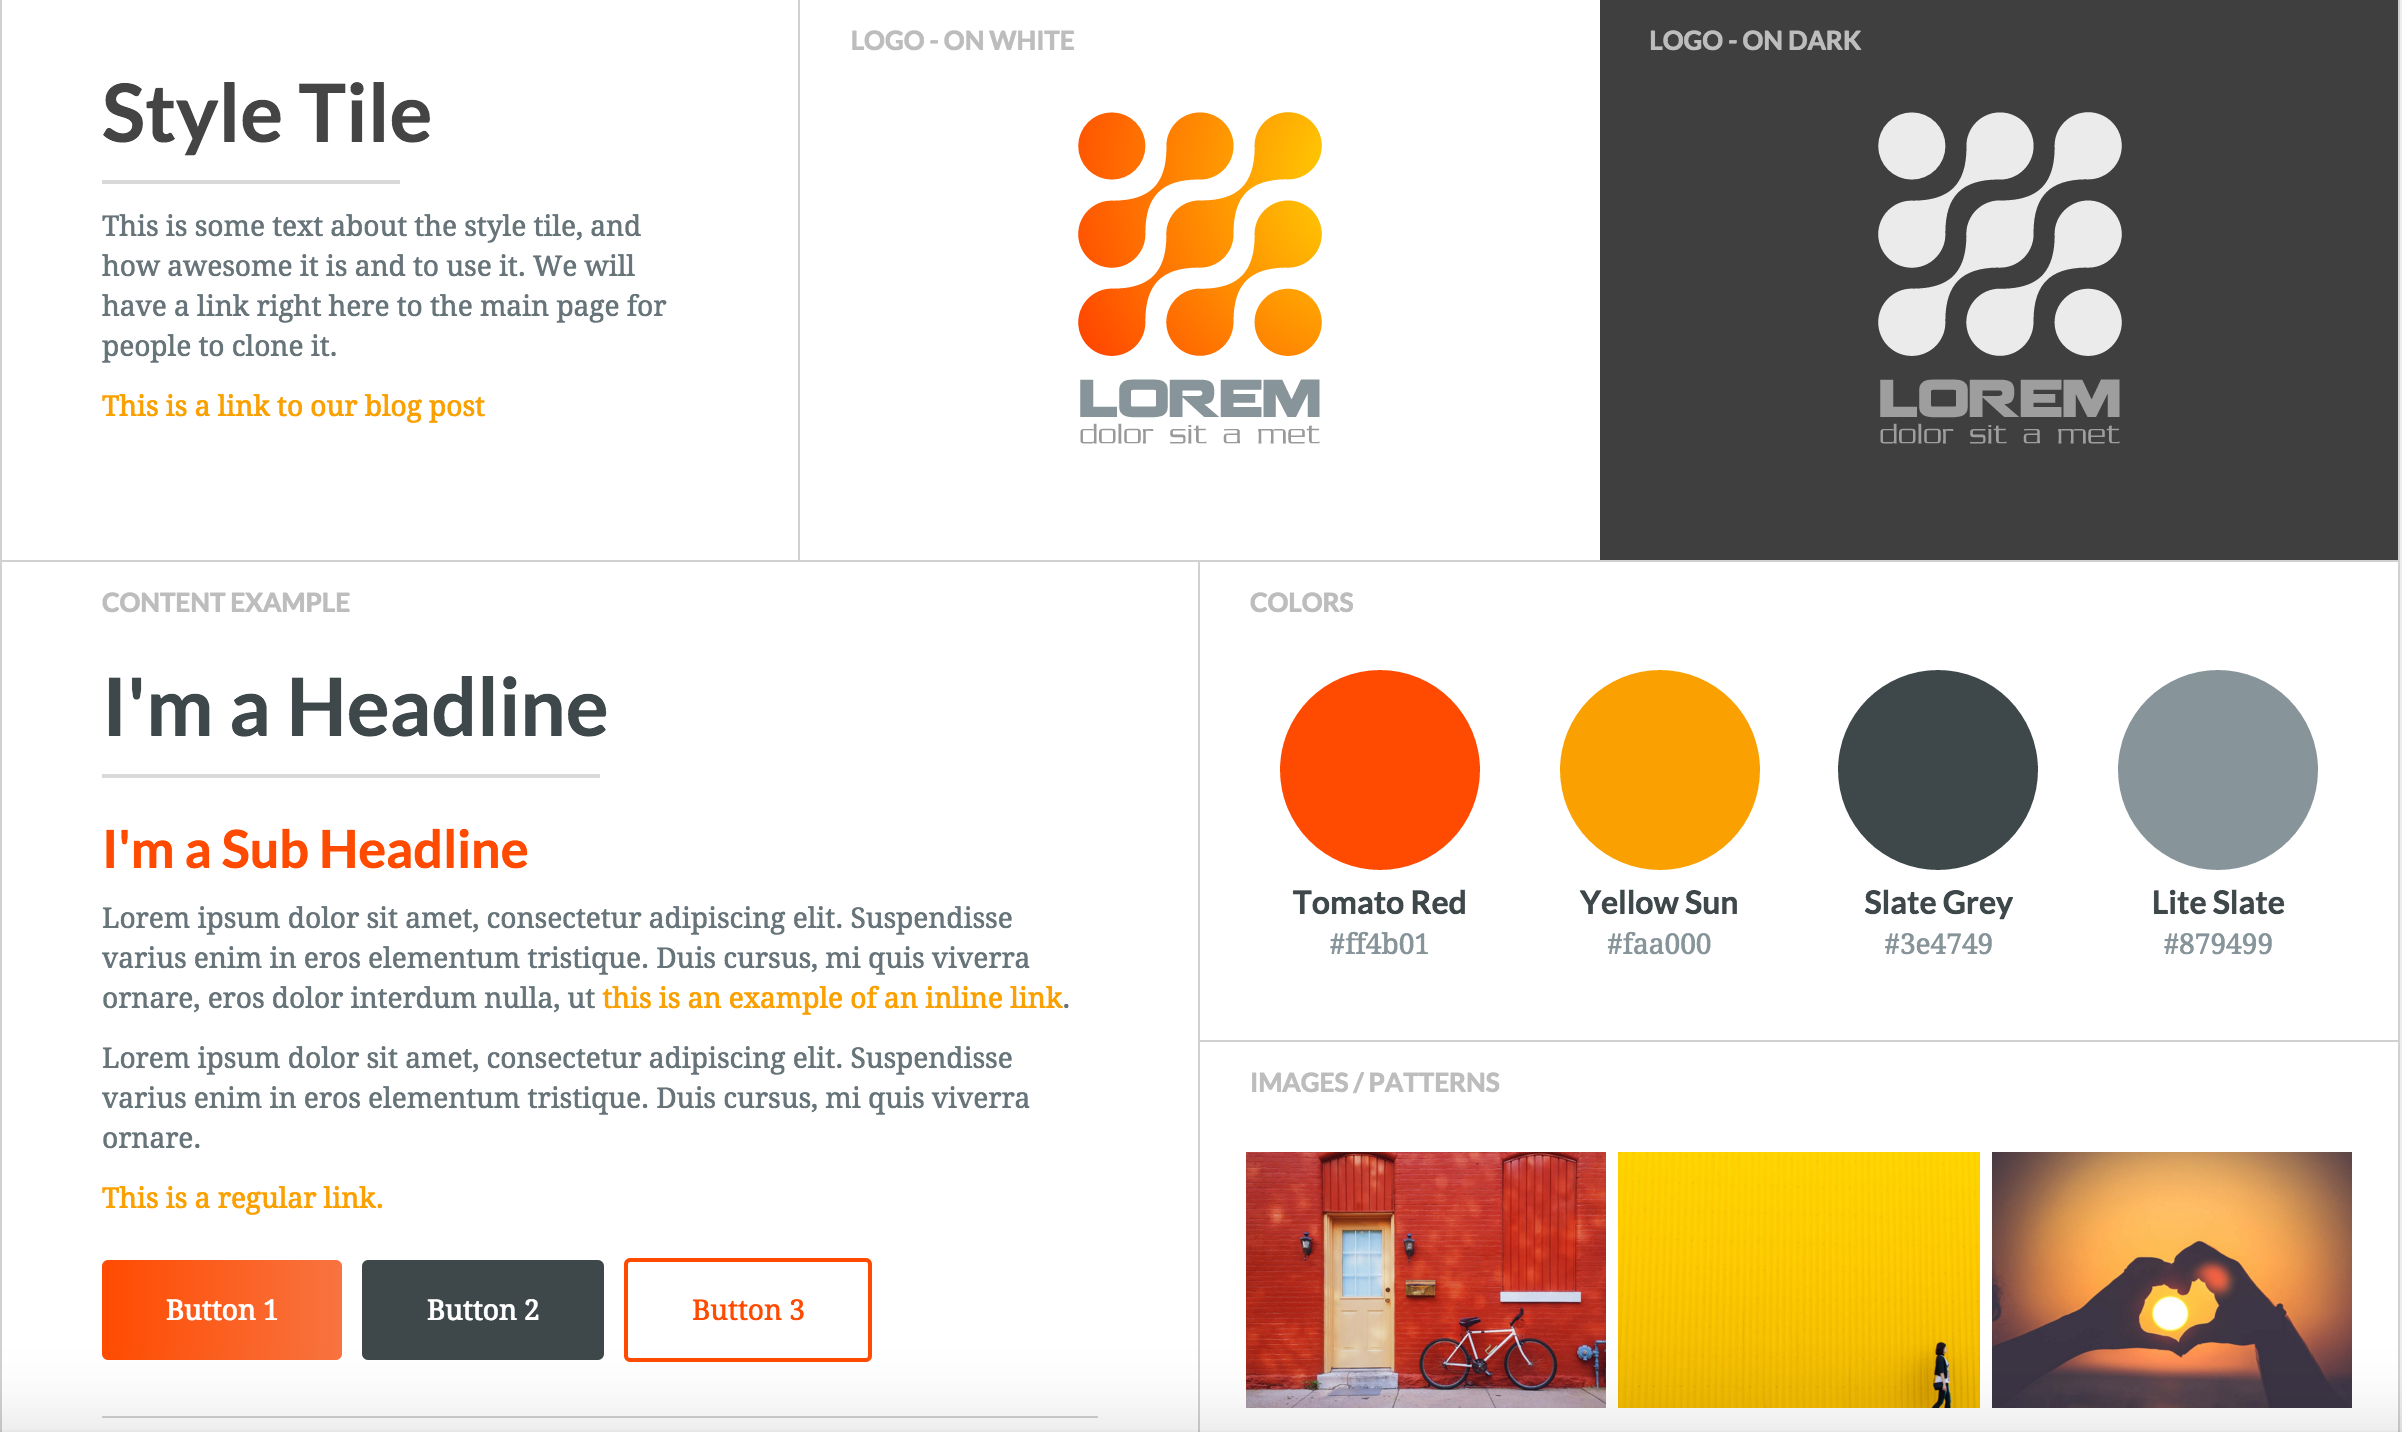 Style Tile
This is some text about the style tile, and
how awesome it is and to use it. We will
have a link right here to the main page for
people to clone it.
This is a link to our blog post
LOGO - ON WHITE
LOREM
dolor sit a met
LOGO - ON DARK
LOREM
dolor sit a met
CONTENT EXAMPLE
I'm a Headline
I'm a Sub Headline
Lorem ipsum dolor sit amet, consectetur adipiscing elit. Suspendisse
varius enim in eros elementum tristique. Duis cursus, mi quis viverra
ornare, eros dolor interdum nulla, ut this is an example of an inline link.
Lorem ipsum dolor sit amet, consectetur adipiscing elit. Suspendisse
varius enim in eros elementum tristique. Duis cursus, mi quis viverra
ornare.
This is a regular link.
Button 1
Button 2
Button 3
COLORS
Tomato Red
#ff4b01
Yellow Sun
#faa000
Slate Grey
#3e4749
Lite Slate
#879499
IMAGES / PATTERNS